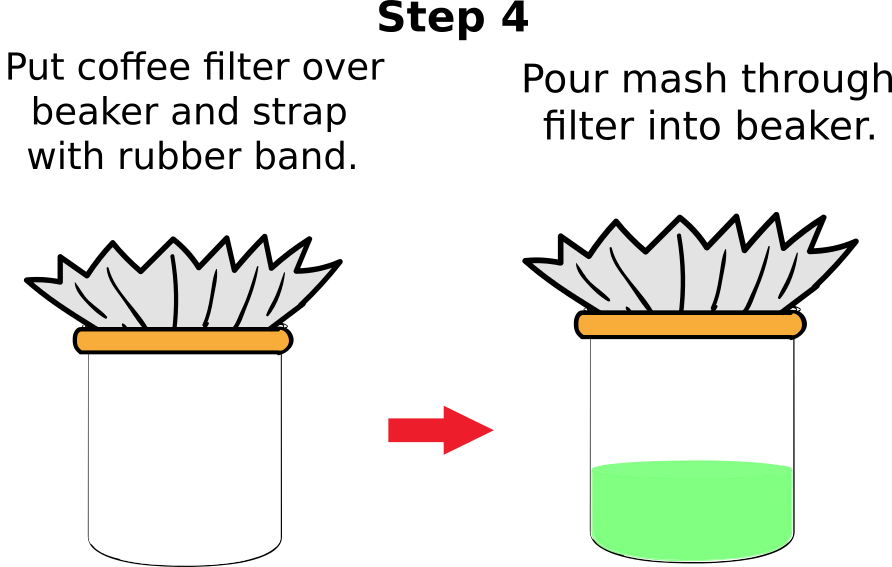 Step 4
Put coffee filter over
beaker and strap
with rubber band.
Pour mash through
filter into beaker.